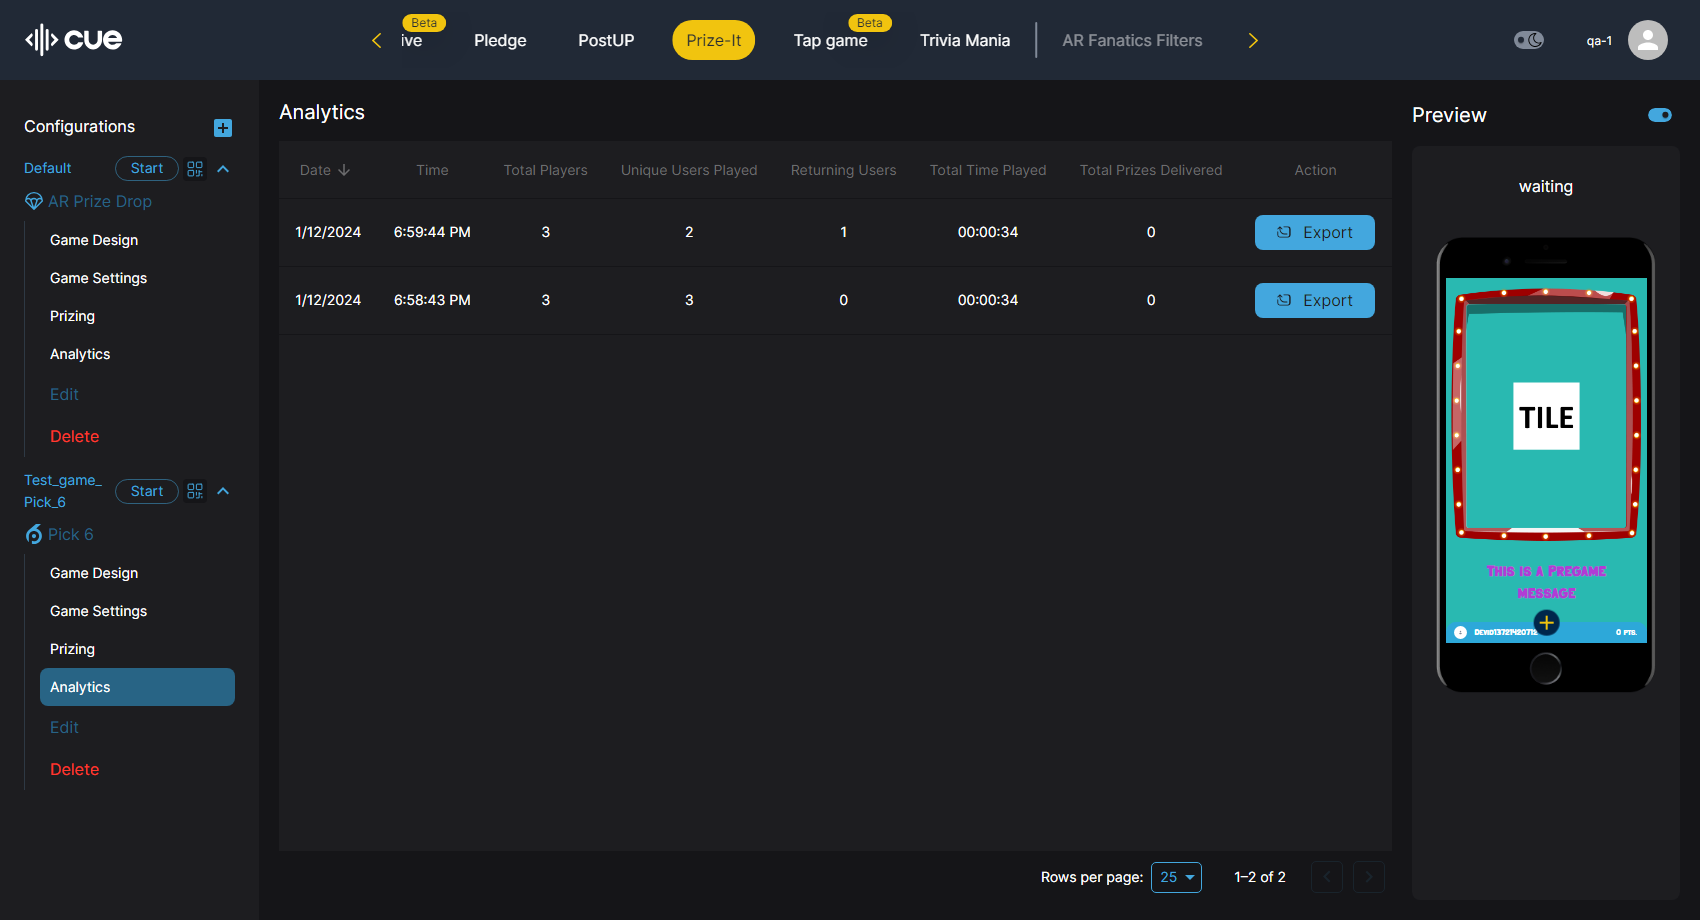 cue
Beta
ive
Pledge
PostUP
Prize-It
Beta
Tap game
Trivia Mania
AR Fanatics Filters
qa-1
Configurations
Default
Start
AR Prize Drop
Game Design
Game Settings
Prizing
Analytics
Edit
Delete
Test_game_
Pick_6
Start
Pick 6
Game Design
Game Settings
Prizing
Analytics
Edit
Delete
Analytics
Date Time Total Players Unique Users Played Returning Users Total Time Played Total Prizes Delivered Action
1/12/2024 6:59:44 PM 3 2 1 00:00:34 0 Export
1/12/2024 6:58:43 PM 3 3 0 00:00:34 0 Export
Rows per page: 25 1–2 of 2
Preview
waiting
TILE
THIS IS A PREGAME
MESSAGE
0 PTS.